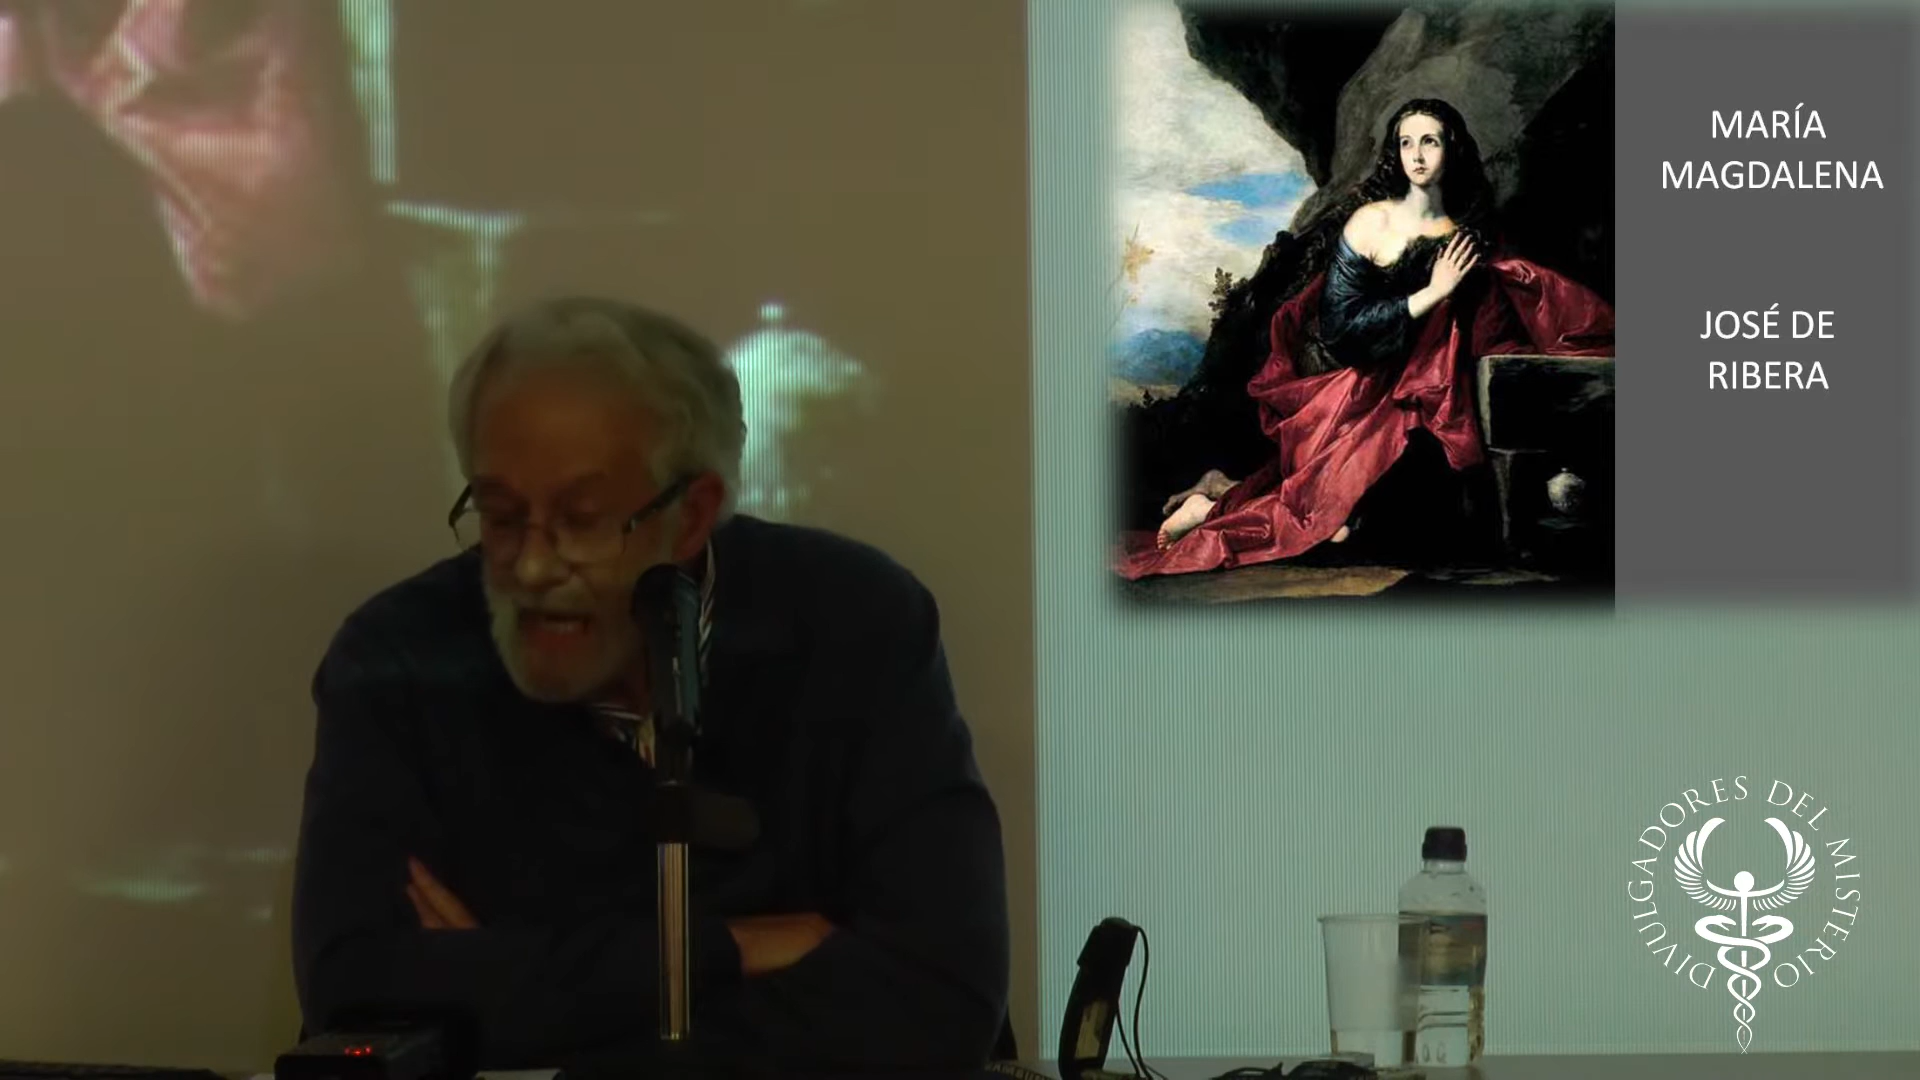 MARÍA
MAGDALENA
JOSÉ DE
RIBERA
DIVULGADORES DEL MISTERIO